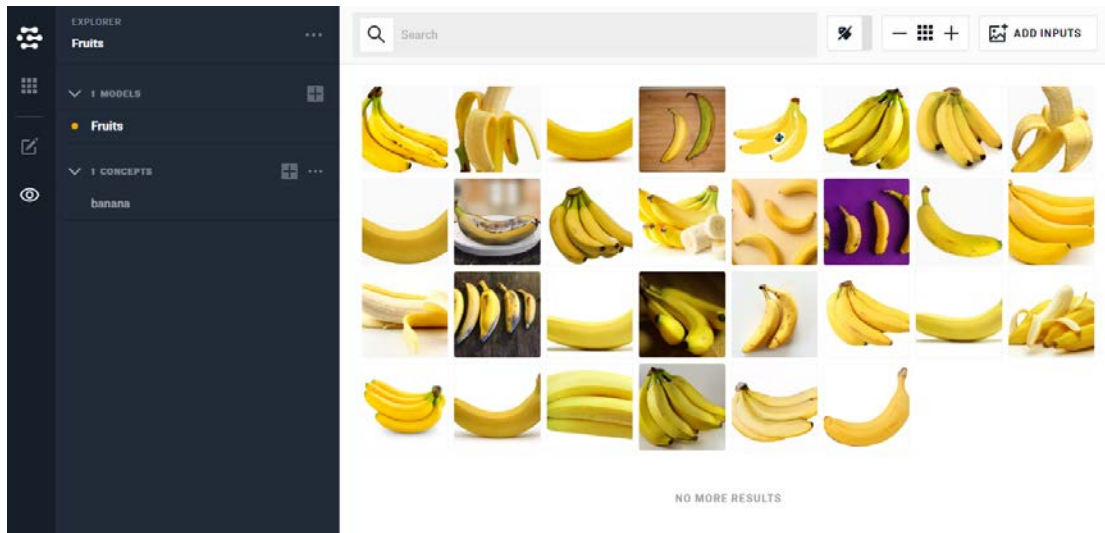 EXPLORER
Fruits
1 MODELS
Fruits
1 CONCEPTS
banana
Search
ADD INPUTS
NO MORE RESULTS